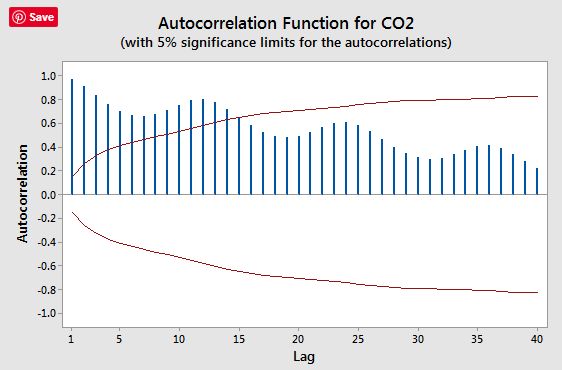 Save
Autocorrelation Function for CO2
(with 5% significance limits for the autocorrelations)
1.0
0.8
0.6
0.4
0.2
0.0
-0.2
-0.4
-0.6
-0.8
-1.0
Autocorrelation
1 5 10 15 20 25 30 35 40
Lag